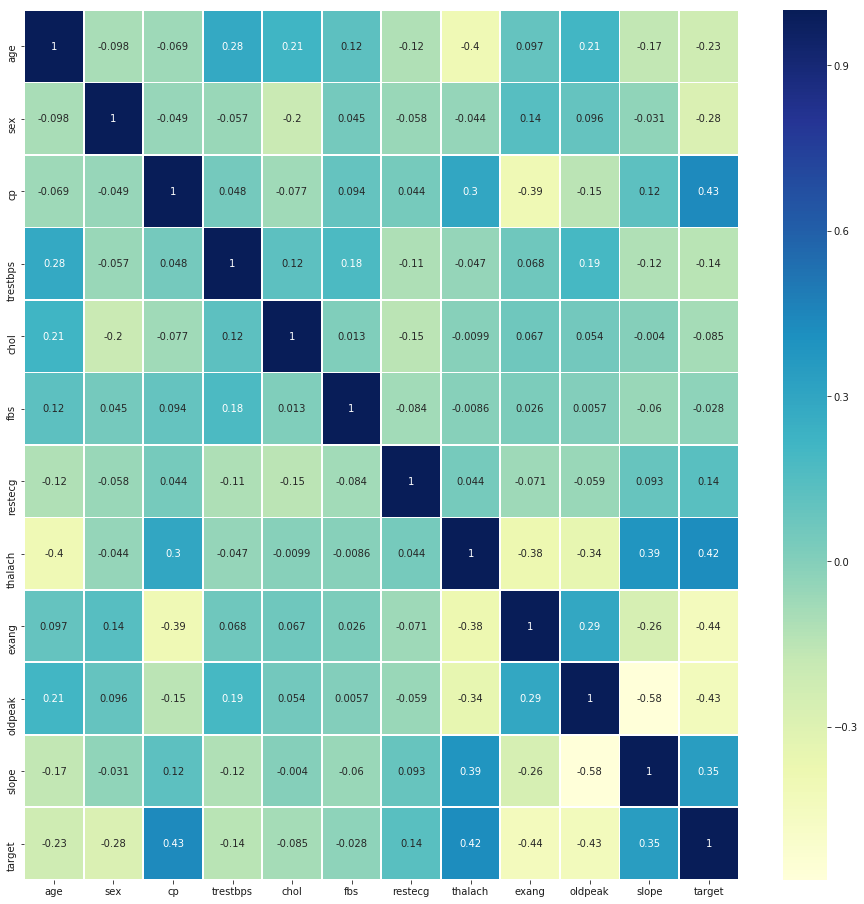 age 1 -0.098 -0.069 0.28 0.21 0.12 -0.12 -0.4 0.097 0.21 -0.17 -0.23
sex -0.098 1 -0.049 -0.057 -0.2 0.045 -0.058 -0.044 0.14 0.096 -0.031 -0.28
cp -0.069 -0.049 1 0.048 -0.077 0.094 0.044 0.3 -0.39 -0.15 0.12 0.43
trestbps 0.28 -0.057 0.048 1 0.12 0.18 -0.11 -0.047 0.068 0.19 -0.12 -0.14
chol 0.21 -0.2 -0.077 0.12 1 0.013 -0.15 -0.0099 0.067 0.054 -0.004 -0.085
fbs 0.12 0.045 0.094 0.18 0.013 1 -0.084 -0.0086 0.026 0.0057 -0.06 -0.028
restecg -0.12 -0.058 0.044 -0.11 -0.15 -0.084 1 0.044 -0.071 -0.059 0.093 0.14
thalach -0.4 -0.044 0.3 -0.047 -0.0099 -0.0086 0.044 1 -0.38 -0.34 0.39 0.42
exang 0.097 0.14 -0.39 0.068 0.067 0.026 -0.071 -0.38 1 0.29 -0.26 -0.44
oldpeak 0.21 0.096 -0.15 0.19 0.054 0.0057 -0.059 -0.34 0.29 1 -0.58 -0.43
slope -0.17 -0.031 0.12 -0.12 -0.004 -0.06 0.093 0.39 -0.26 -0.58 1 0.35
target -0.23 -0.28 0.43 -0.14 -0.085 -0.028 0.14 0.42 -0.44 -0.43 0.35 1
age sex cp trestbps chol fbs restecg thalach exang oldpeak slope target
0.9
0.6
0.3
0.0
−0.3